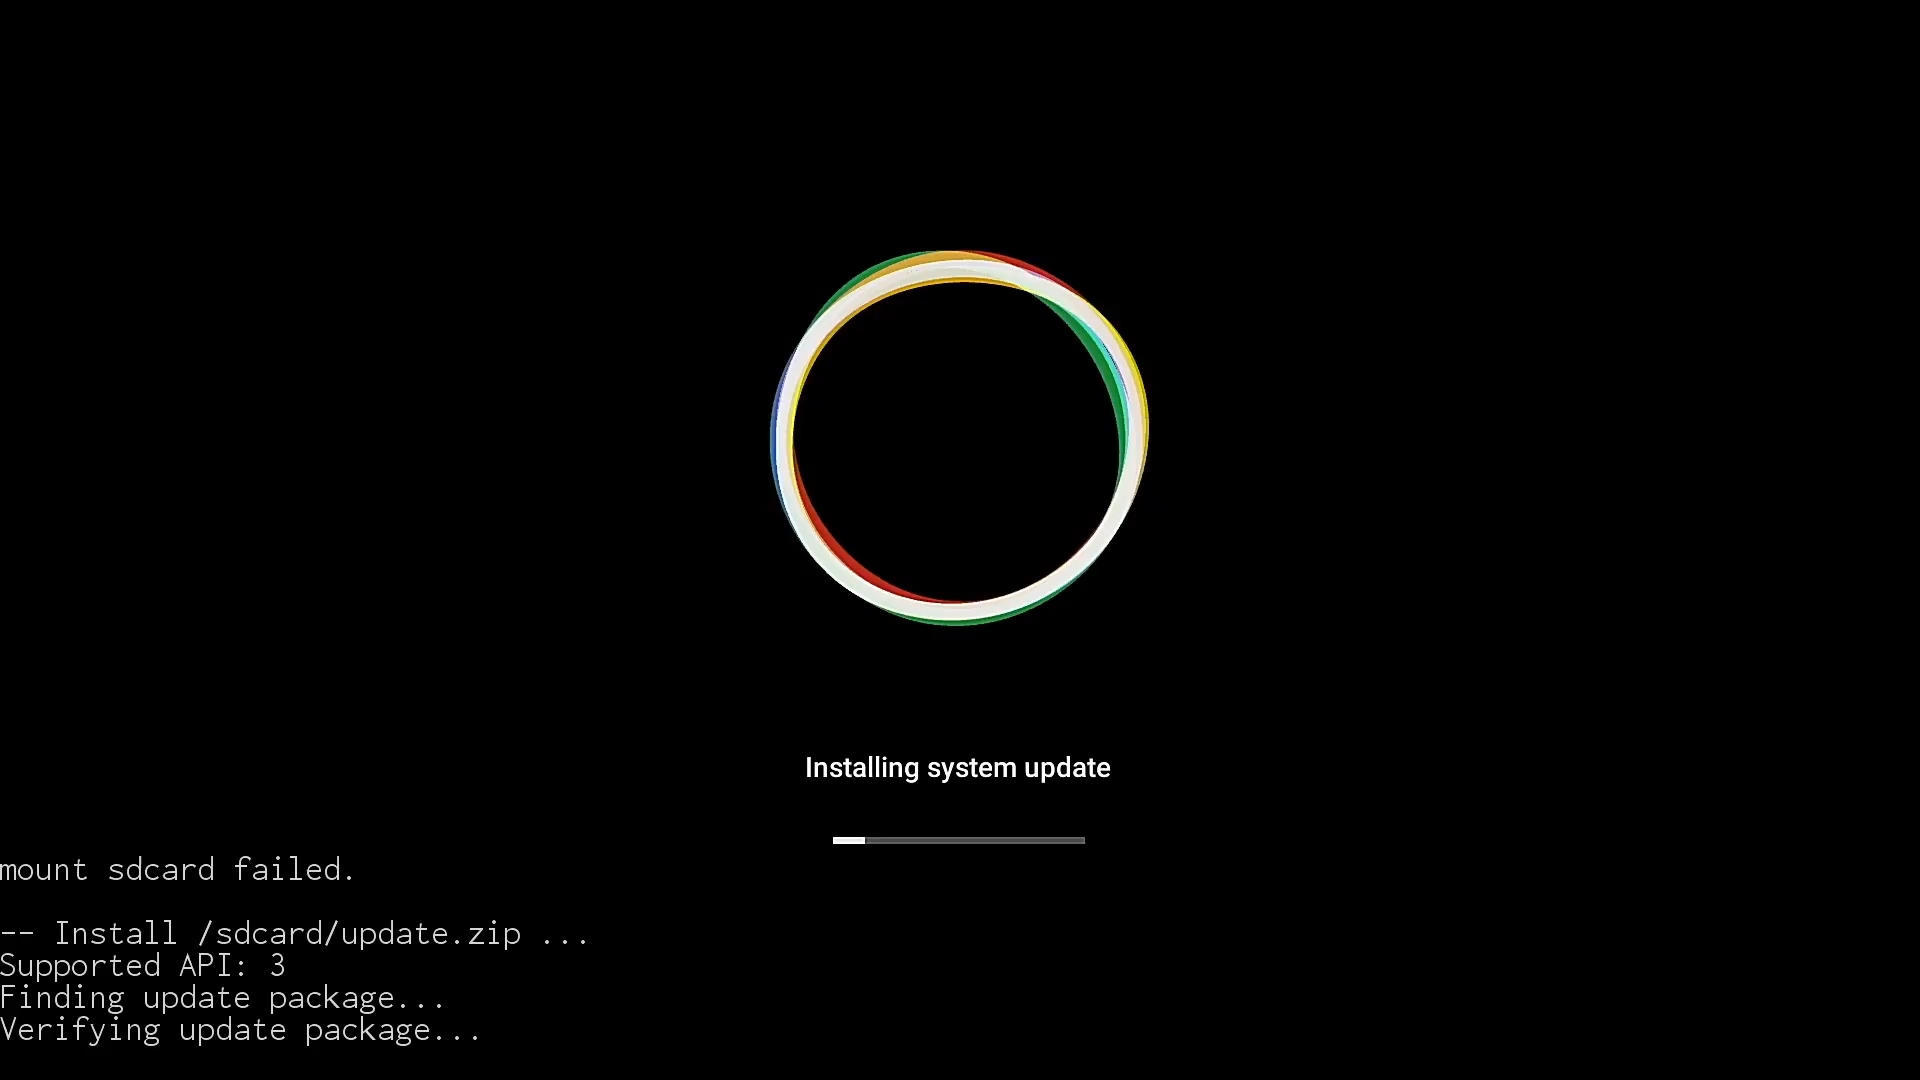 Installing system update
mount sdcard failed.
-- Install /sdcard/update.zip ...
Supported API: 3
Finding update package...
Verifying update package...